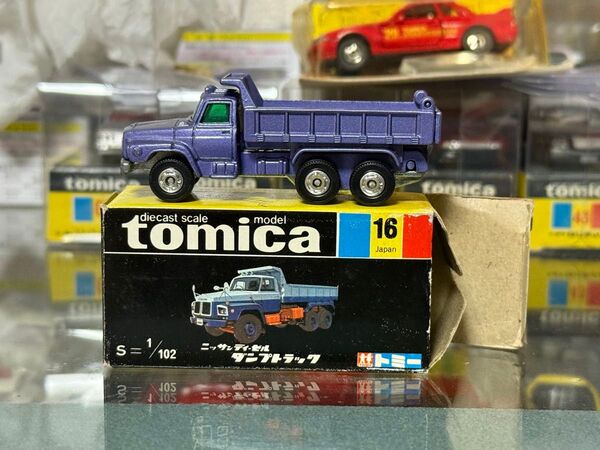 tomica
tomica
diecast scale model
tomica
16
Japan
S=1/102
ニッサンディーゼル
ダンプトラック
トミー